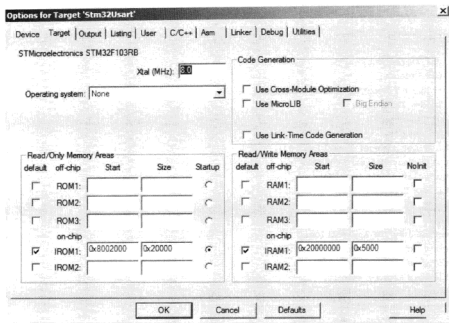 Options for Target 'Stm32Usart'
Device Target Output Listing User C/C++ Asm Linker Debug Utilities
STMicroelectronics STM32F103RB
Xtal (MHz): 8.0
Operating system: None
Code Generation
Use Cross-Module Optimization
Use MicroLIB Big Endian
Use Link-Time Code Generation
Read/Only Memory Areas
default off-chip Start Size Startup
ROM1:
ROM2:
ROM3:
on-chip
IROM1: 0x8002000 0x20000
IROM2:
Read/Write Memory Areas
default off-chip Start Size NoInit
RAM1:
RAM2:
RAM3:
on-chip
IRAM1: 0x20000000 0x5000
IRAM2:
OK Cancel Defaults Help